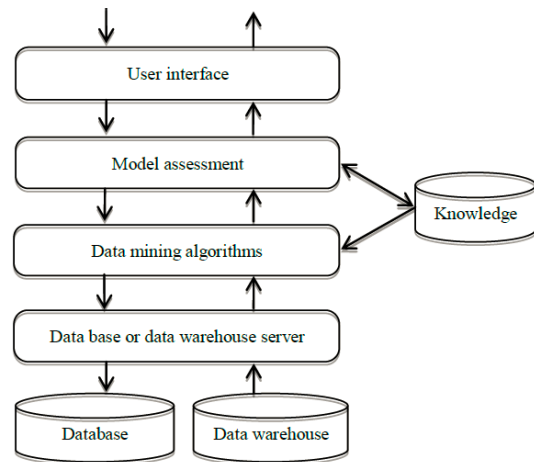 User interface
Model assessment
Knowledge
Data mining algorithms
Data base or data warehouse server
Database
Data warehouse